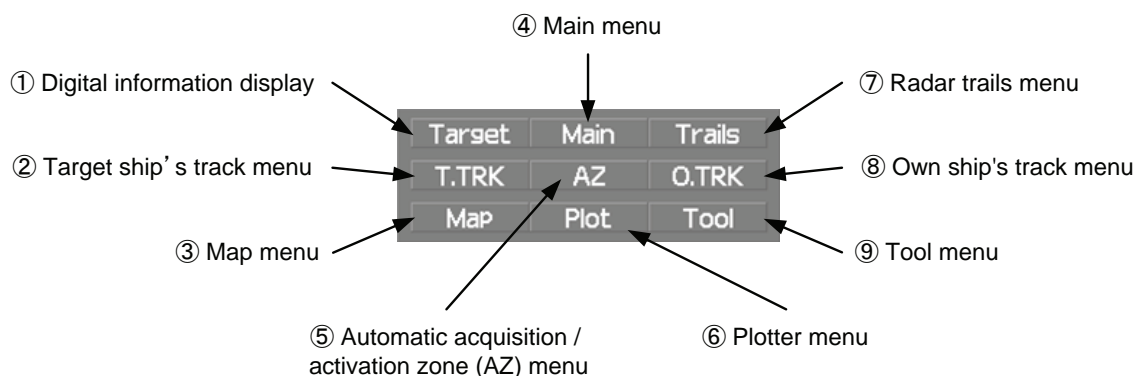 ④ Main menu
① Digital information display
⑦ Radar trails menu
Target Main Trails
② Target ship’s track menu
T.TRK AZ O.TRK
⑧ Own ship's track menu
Map Plot Tool
③ Map menu
⑨ Tool menu
⑤ Automatic acquisition /
activation zone (AZ) menu
⑥ Plotter menu